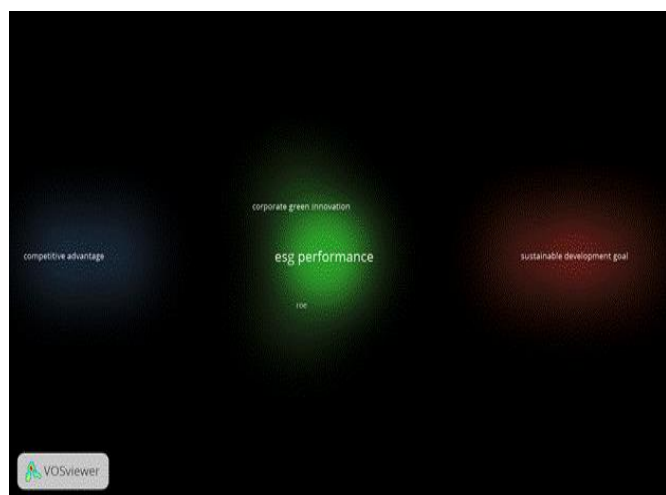 corporate green innovation
competitive advantage
esg performance
sustainable development goal
roe
VOSviewer